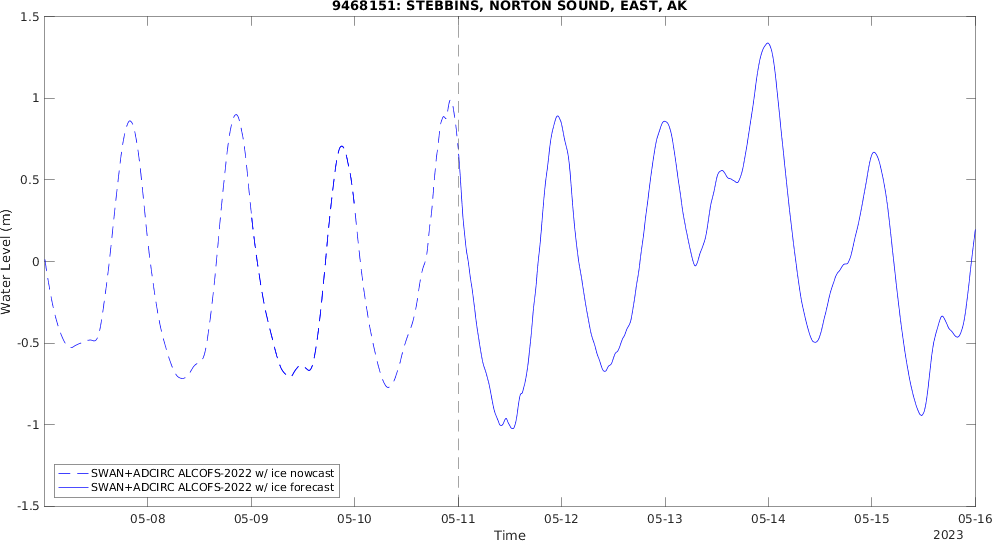 9468151: STEBBINS, NORTON SOUND, EAST, AK
1.5
1
0.5
0
-0.5
-1
-1.5
Water Level (m)
SWAN+ADCIRC ALCOFS-2022 w/ ice nowcast
SWAN+ADCIRC ALCOFS-2022 w/ ice forecast
05-08 05-09 05-10 05-11 05-12 05-13 05-14 05-15 05-16
Time
2023